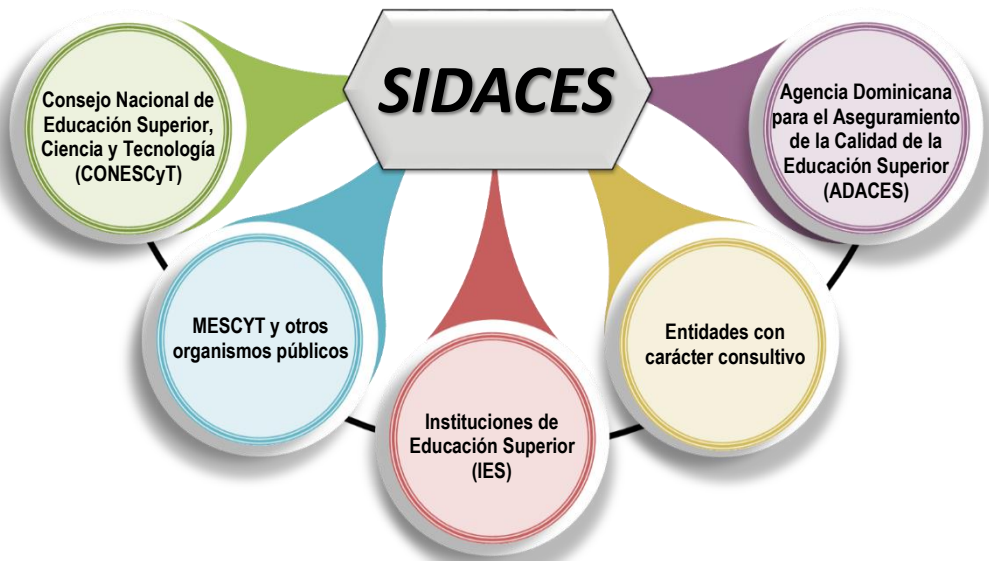 SIDACES
Consejo Nacional de
Educación Superior,
Ciencia y Tecnología
(CONESCyT)
MESCYT y otros
organismos públicos
Instituciones de
Educación Superior
(IES)
Entidades con
carácter consultivo
Agencia Dominicana
para el Aseguramiento
de la Calidad de la
Educación Superior
(ADACES)